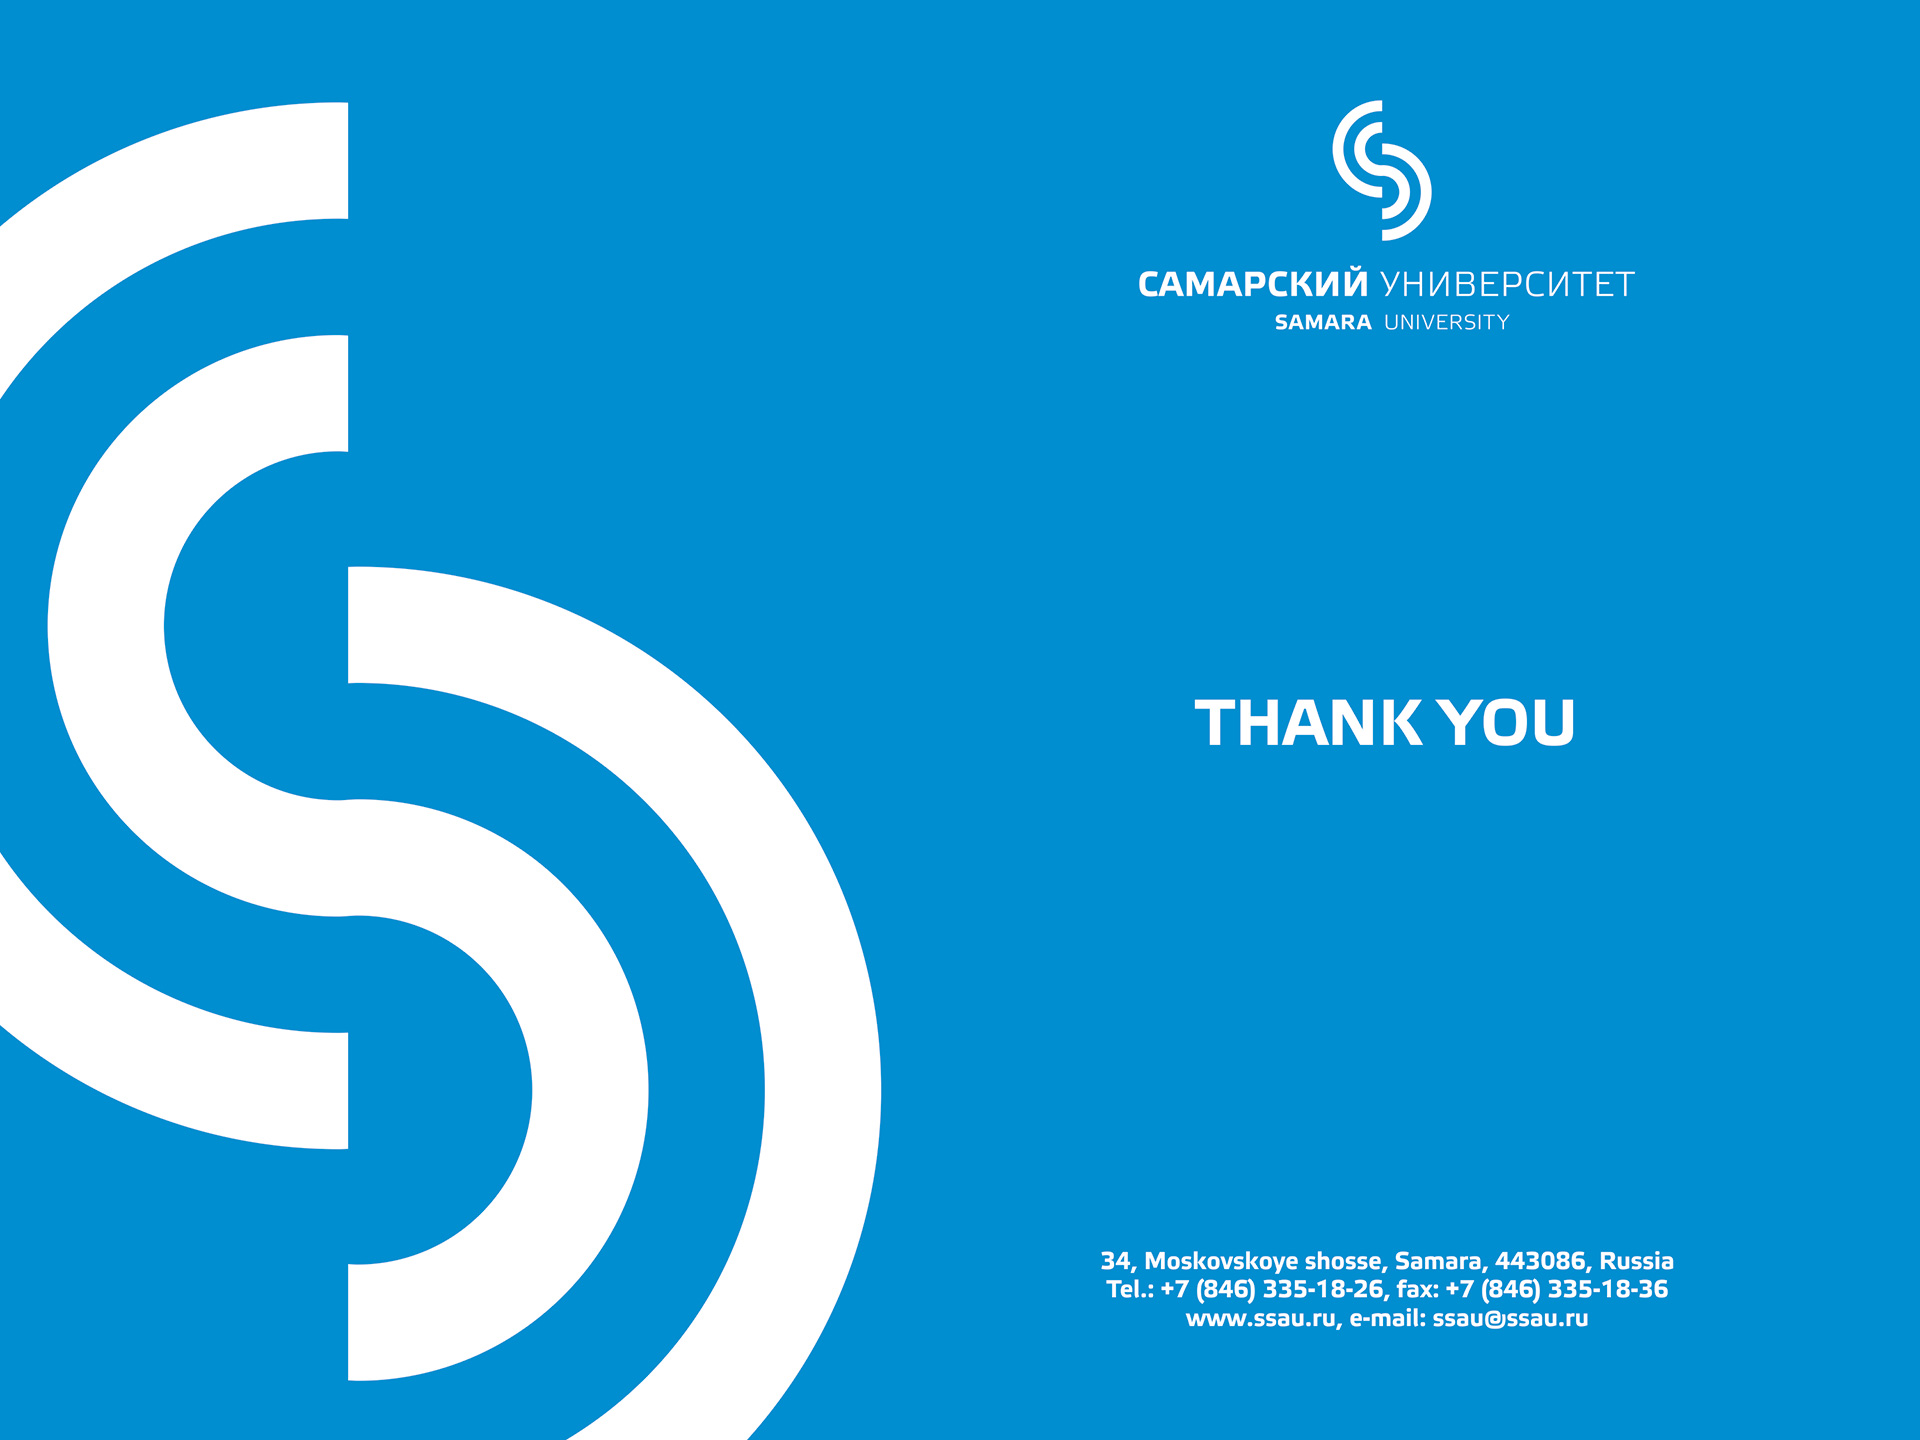 САМАРСКИЙ УНИВЕРСИТЕТ
SAMARA UNIVERSITY
THANK YOU
34, Moskovskoye shosse, Samara, 443086, Russia
Tel.: +7 (846) 335-18-26, fax: +7 (846) 335-18-36
www.ssau.ru, e-mail: ssau@ssau.ru